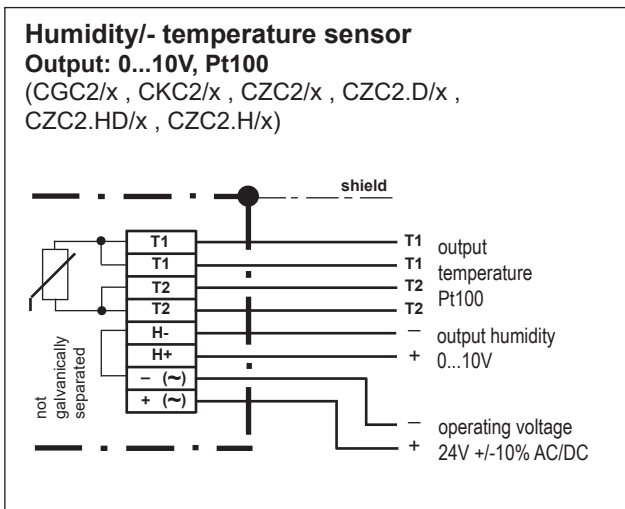 Humidity/- temperature sensor
Output: 0...10V, Pt100
(CGC2/x , CKC2/x , CZC2/x , CZC2.D/x ,
CZC2.HD/x , CZC2.H/x)
shield
T1
T1
T2
T2
H-
H+
– (~)
+ (~)
not
galvanically
separated
T1
T1
T2
T2
output
temperature
Pt100
– output humidity
+ 0...10V
– operating voltage
+ 24V +/-10% AC/DC